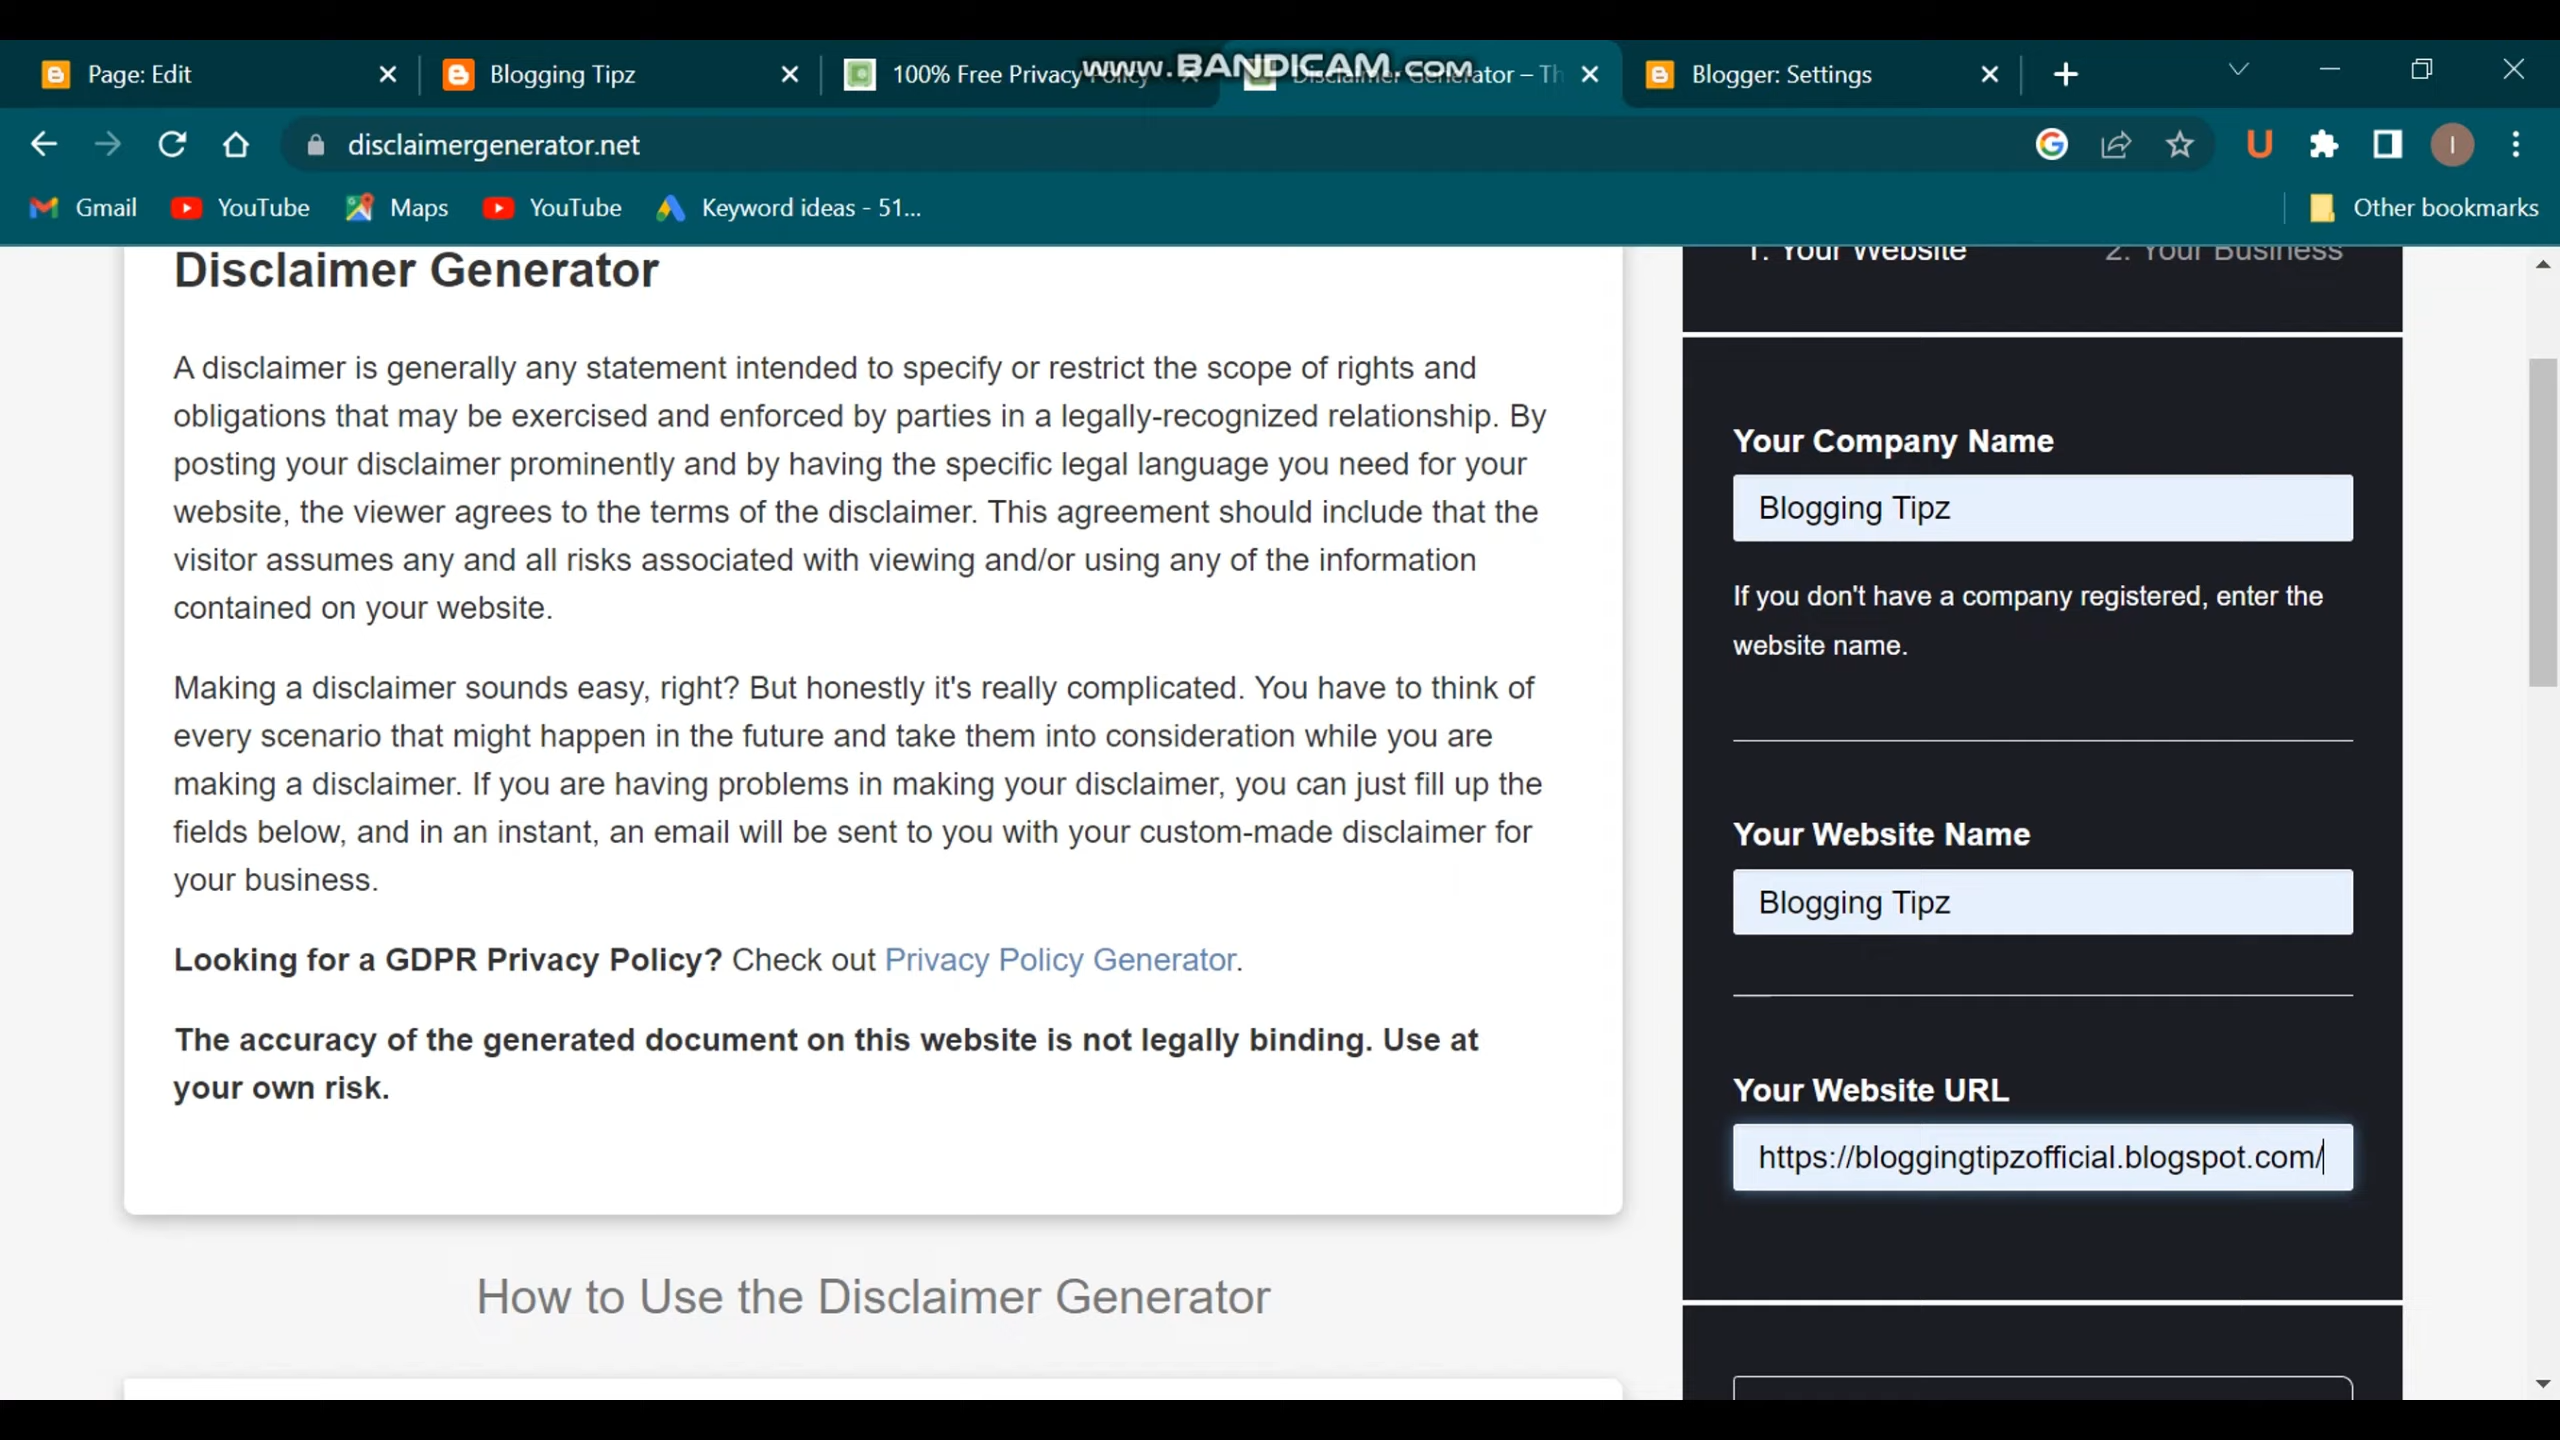 Page: Edit
Blogging Tipz
100% Free Privacy Policy
Disclaimer Generator – Th
Blogger: Settings
www.BANDICAM.com
disclaimergenerator.net
U
I
Gmail
YouTube
Maps
YouTube
Keyword ideas - 51...
Other bookmarks
Disclaimer Generator
A disclaimer is generally any statement intended to specify or restrict the scope of rights and
obligations that may be exercised and enforced by parties in a legally-recognized relationship. By
posting your disclaimer prominently and by having the specific legal language you need for your
website, the viewer agrees to the terms of the disclaimer. This agreement should include that the
visitor assumes any and all risks associated with viewing and/or using any of the information
contained on your website.
Making a disclaimer sounds easy, right? But honestly it's really complicated. You have to think of
every scenario that might happen in the future and take them into consideration while you are
making a disclaimer. If you are having problems in making your disclaimer, you can just fill up the
fields below, and in an instant, an email will be sent to you with your custom-made disclaimer for
your business.
Looking for a GDPR Privacy Policy? Check out Privacy Policy Generator.
The accuracy of the generated document on this website is not legally binding. Use at
your own risk.
How to Use the Disclaimer Generator
1. Your Website
2. Your Business
Your Company Name
Blogging Tipz
If you don't have a company registered, enter the
website name.
Your Website Name
Blogging Tipz
Your Website URL
https://bloggingtipzofficial.blogspot.com/